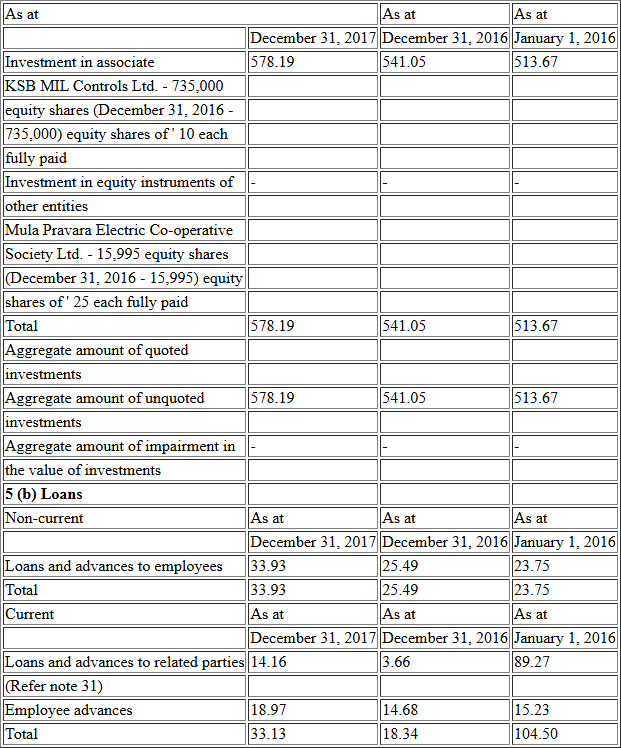 As at As at As at
December 31, 2017 December 31, 2016 January 1, 2016
Investment in associate 578.19 541.05 513.67
KSB MIL Controls Ltd. - 735,000
equity shares (December 31, 2016 -
735,000) equity shares of ' 10 each
fully paid
Investment in equity instruments of - - -
other entities
Mula Pravara Electric Co-operative
Society Ltd. - 15,995 equity shares
(December 31, 2016 - 15,995) equity
shares of ' 25 each fully paid
Total 578.19 541.05 513.67
Aggregate amount of quoted
investments
Aggregate amount of unquoted 578.19 541.05 513.67
investments
Aggregate amount of impairment in - - -
the value of investments
5 (b) Loans
Non-current As at As at As at
December 31, 2017 December 31, 2016 January 1, 2016
Loans and advances to employees 33.93 25.49 23.75
Total 33.93 25.49 23.75
Current As at As at As at
December 31, 2017 December 31, 2016 January 1, 2016
Loans and advances to related parties 14.16 3.66 89.27
(Refer note 31)
Employee advances 18.97 14.68 15.23
Total 33.13 18.34 104.50